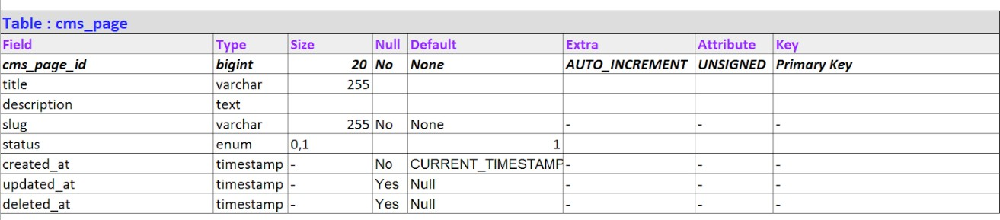 Table : cms_page
Field Type Size Null Default Extra Attribute Key
cms_page_id bigint 20 No None AUTO_INCREMENT UNSIGNED Primary Key
title varchar 255
description text
slug varchar 255 No None - - -
status enum 0,1 1
created_at timestamp - No CURRENT_TIMESTAMP - - -
updated_at timestamp - Yes Null - - -
deleted_at timestamp - Yes Null - - -